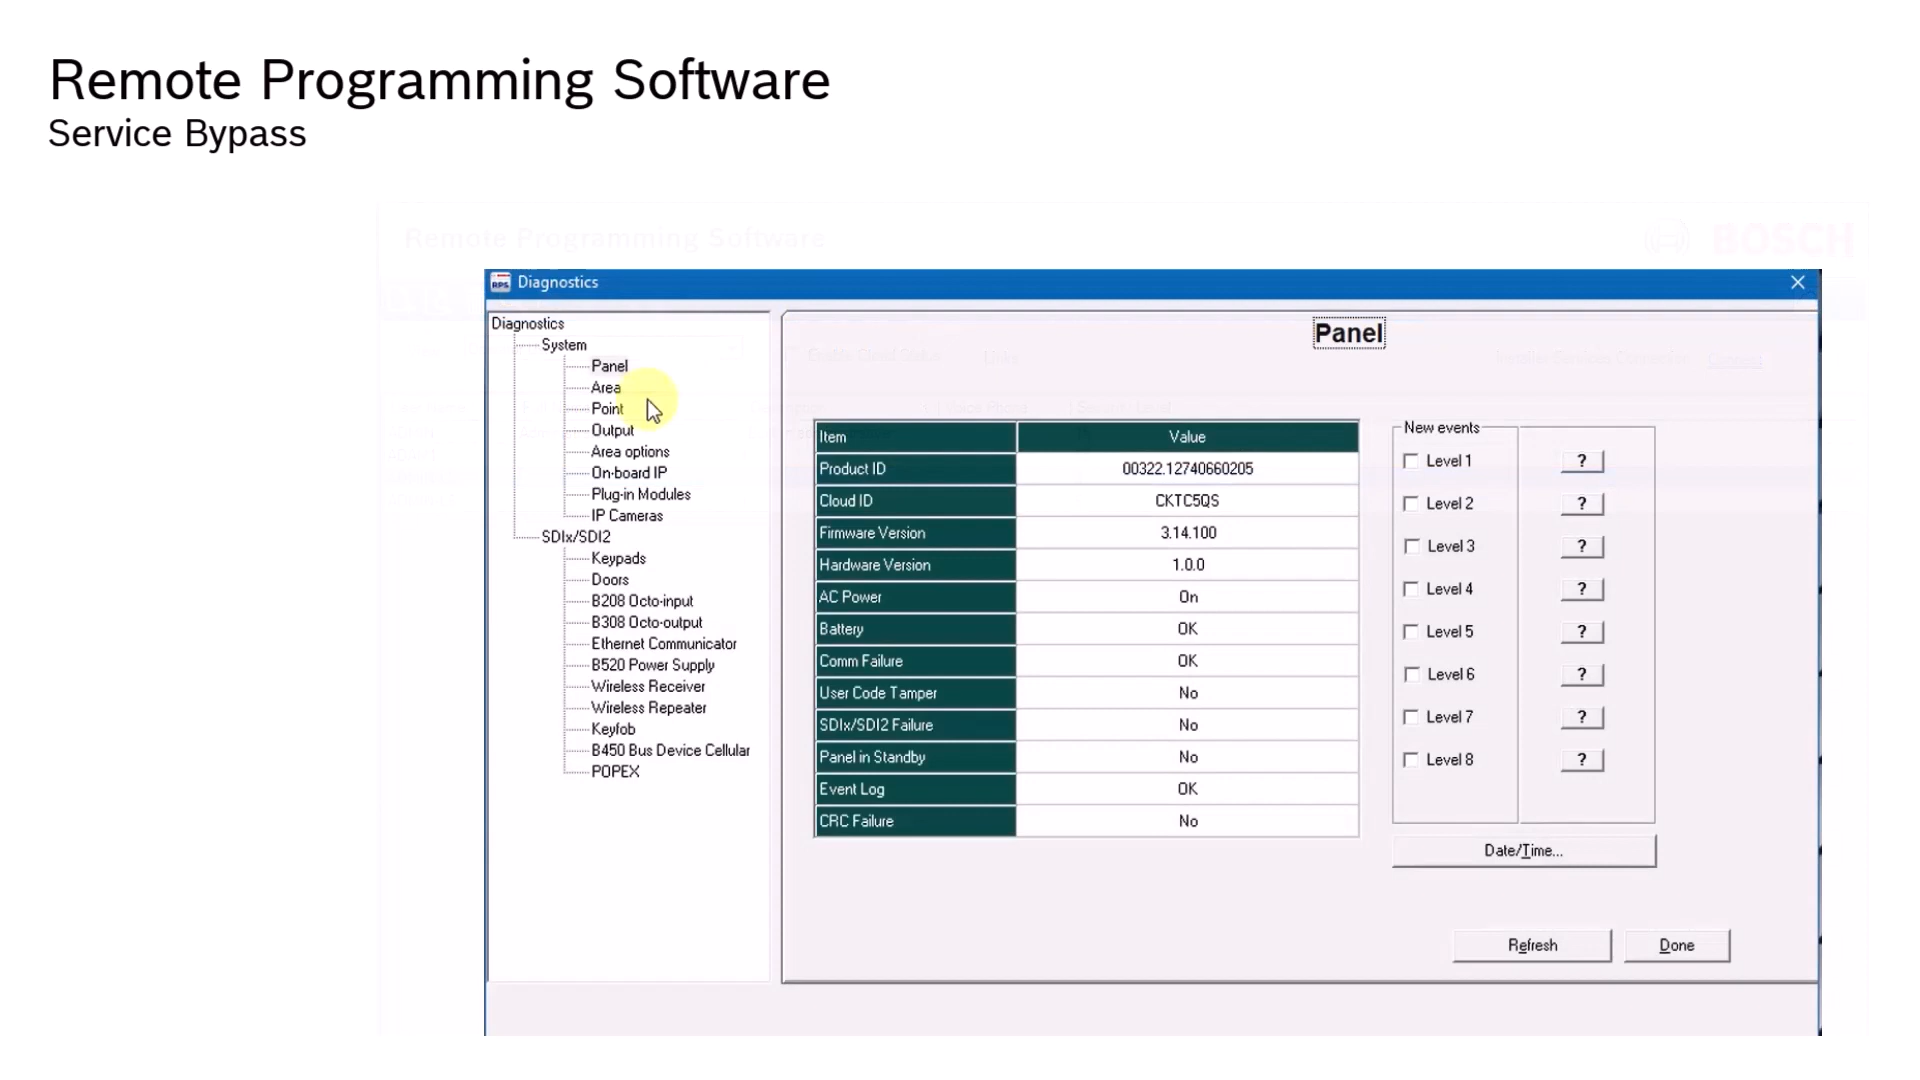 Remote Programming Software
Service Bypass
Remote Programming Software
BOSCH
RPS Diagnostics
Diagnostics
System
Panel
Area
Point
Output
Area options
On-board IP
Plug-in Modules
IP Cameras
SDIx/SDI2
Keypads
Doors
B208 Octo-input
B308 Octo-output
Ethernet Communicator
B520 Power Supply
Wireless Receiver
Wireless Repeater
Keyfob
B450 Bus Device Cellular
POPEX
Panel
Item Value
Product ID 00322.12740660205
Cloud ID CKTC5QS
Firmware Version 3.14.100
Hardware Version 1.0.0
AC Power On
Battery OK
Comm Failure OK
User Code Tamper No
SDIx/SDI2 Failure No
Panel in Standby No
Event Log OK
CRC Failure No
New events
Level 1 ?
Level 2 ?
Level 3 ?
Level 4 ?
Level 5 ?
Level 6 ?
Level 7 ?
Level 8 ?
Date/Time...
Refresh Done